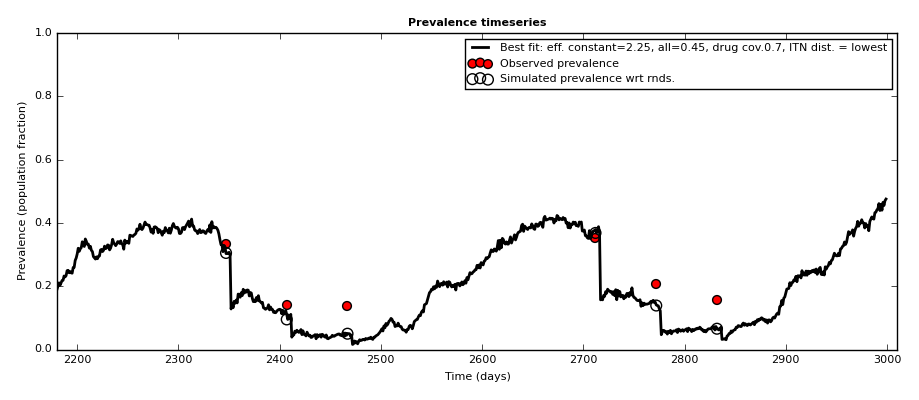 Prevalence timeseries
1.0
0.8
0.6
0.4
0.2
0.0
Prevalence (population fraction)
Best fit: eff. constant=2.25, all=0.45, drug cov.0.7, ITN dist. = lowest
Observed prevalence
Simulated prevalence wrt rnds.
2200 2300 2400 2500 2600 2700 2800 2900 3000
Time (days)